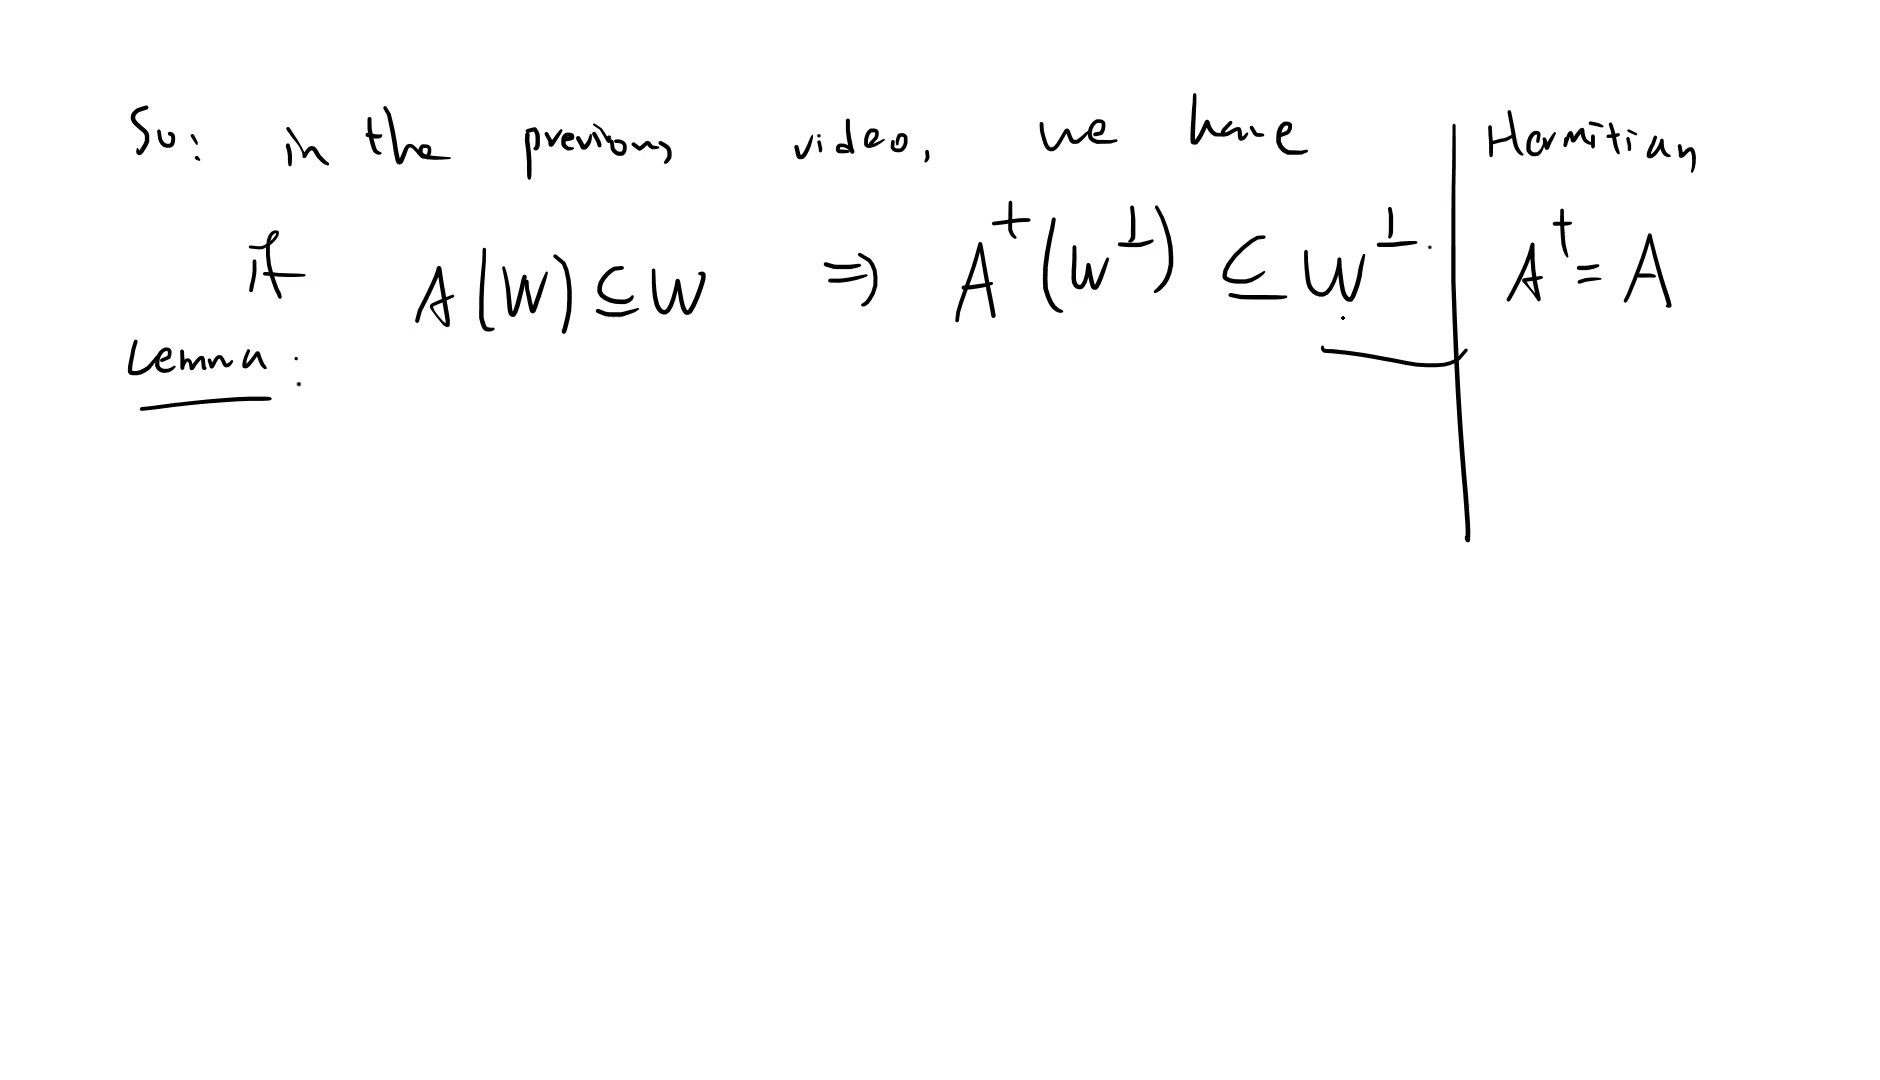 So: in the previous video, we have
if A(W) ⊆ W ⇒ A†(W⊥) ⊆ W⊥.
Lemma:
Hermitian
A† = A